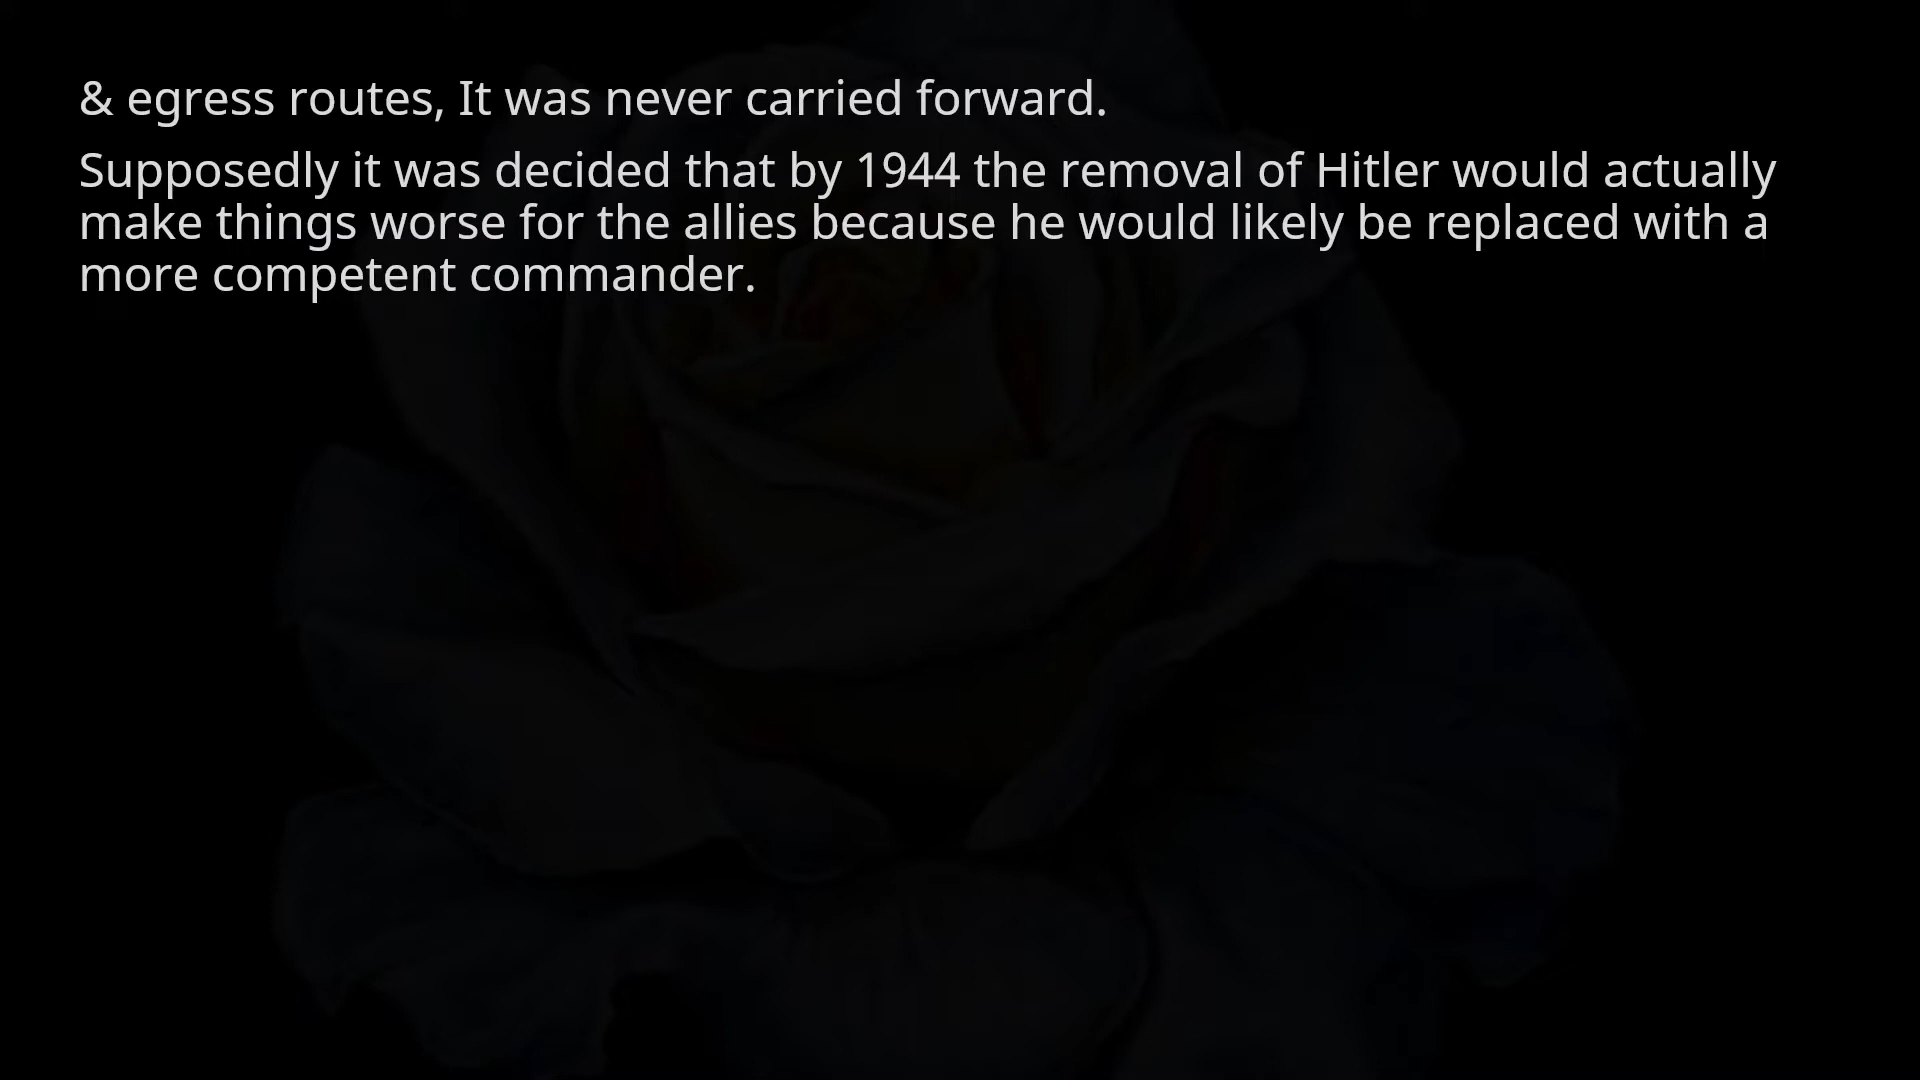 & egress routes, It was never carried forward.
Supposedly it was decided that by 1944 the removal of Hitler would actually
make things worse for the allies because he would likely be replaced with a
more competent commander.